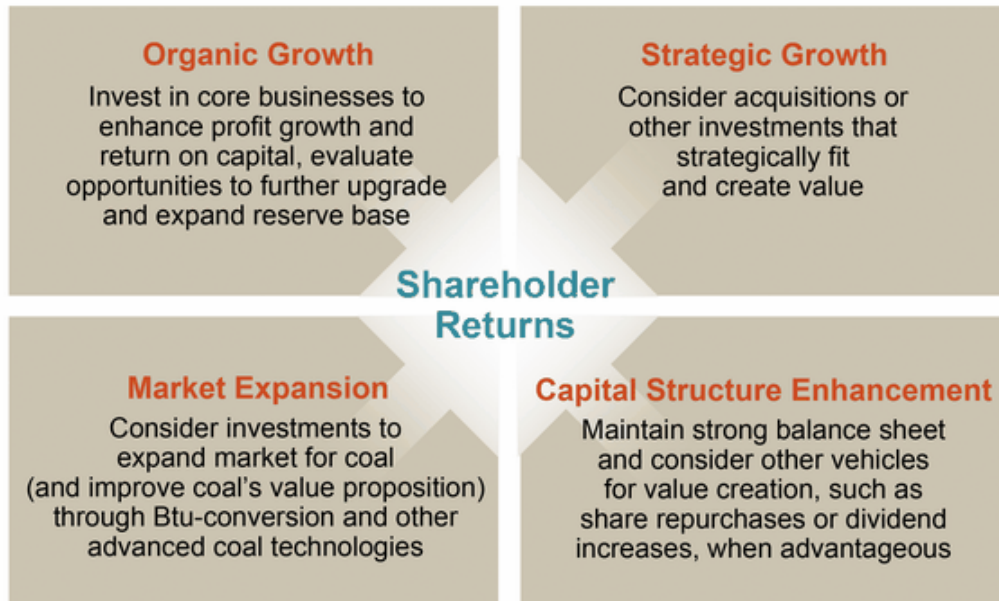 Organic Growth
Invest in core businesses to
enhance profit growth and
return on capital, evaluate
opportunities to further upgrade
and expand reserve base
Strategic Growth
Consider acquisitions or
other investments that
strategically fit
and create value
Shareholder
Returns
Market Expansion
Consider investments to
expand market for coal
(and improve coal's value proposition)
through Btu-conversion and other
advanced coal technologies
Capital Structure Enhancement
Maintain strong balance sheet
and consider other vehicles
for value creation, such as
share repurchases or dividend
increases, when advantageous